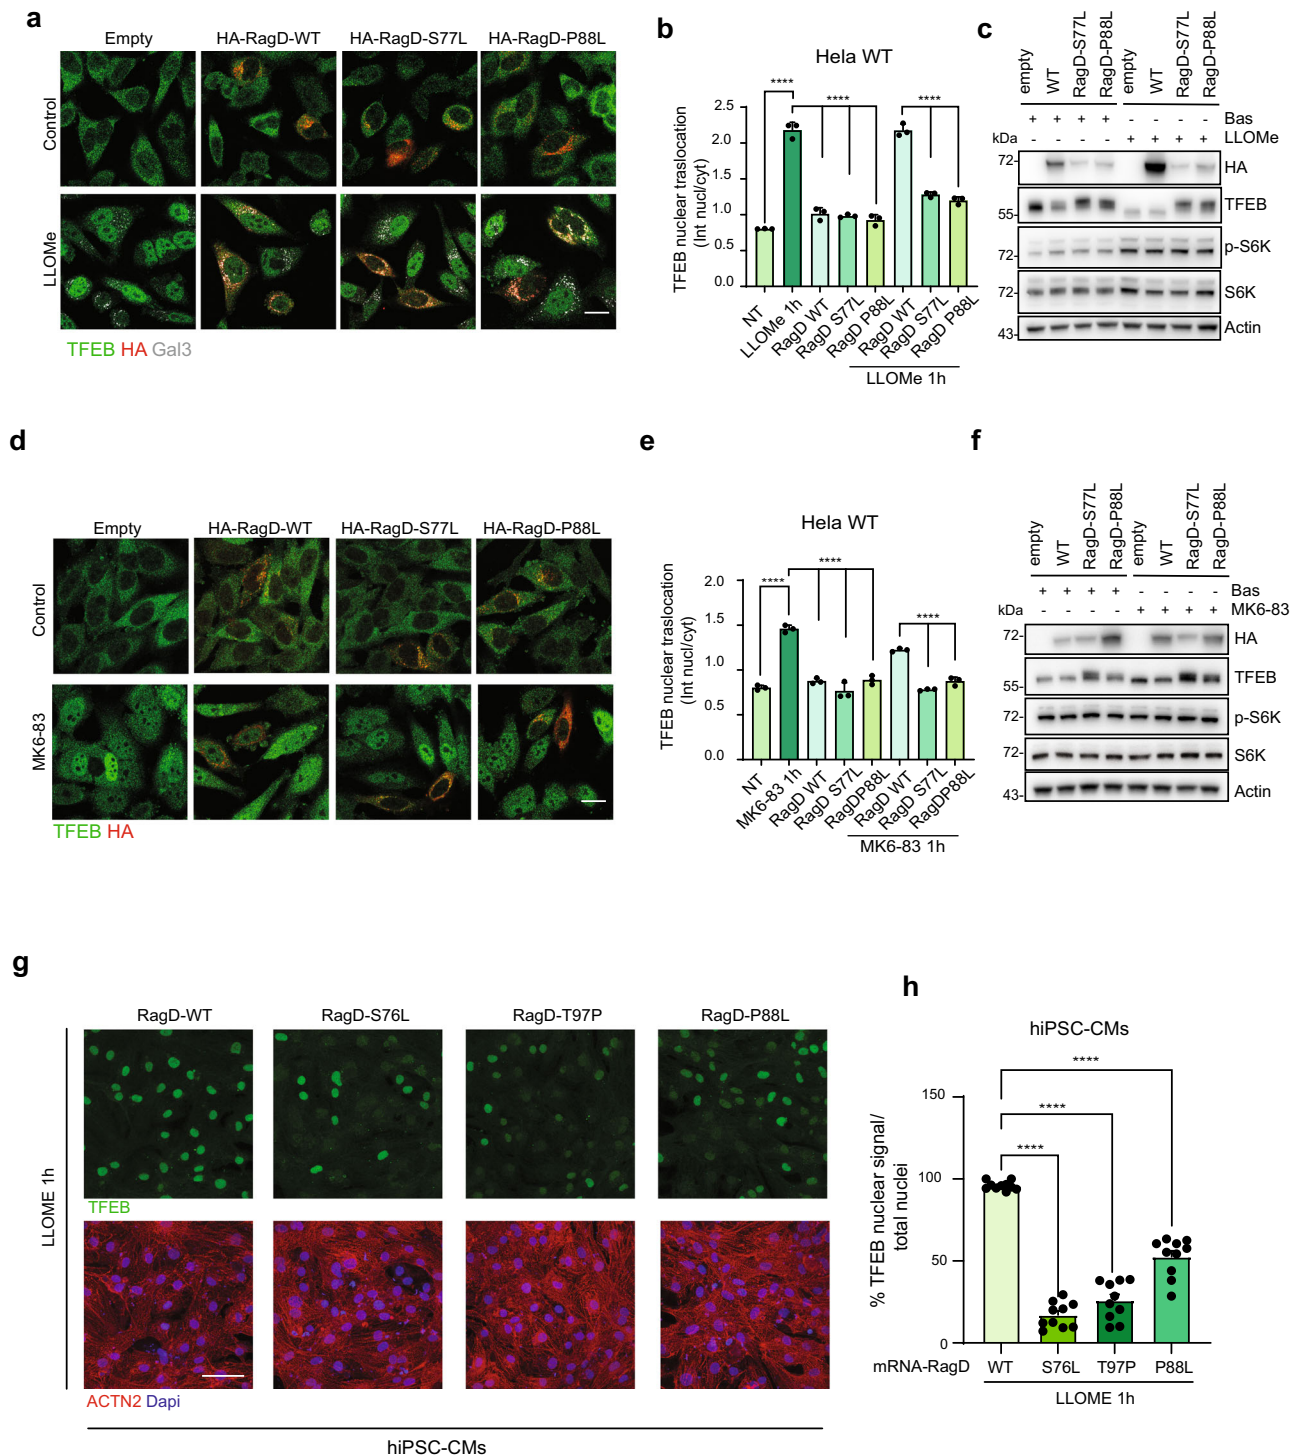 a
Empty HA-RagD-WT HA-RagD-S77L HA-RagD-P88L
Control
LLOMe
TFEB HA Gal3
b
Hela WT
TFEB nuclear traslocation
(Int nucl/cyt)
2.5
2.0
1.5
1.0
0.5
0.0
**** **** ****
NT
LLOMe 1h
RagD WT
RagD S77L
RagD P88L
RagD WT
RagD S77L
RagD P88L
LLOMe 1h
c
empty WT RagD-S77L RagD-P88L empty WT RagD-S77L RagD-P88L
+ + + + - - - - Bas
- - - - + + + + LLOMe
kDa
72- HA
55- TFEB
72- p-S6K
72- S6K
43- Actin
d
Empty HA-RagD-WT HA-RagD-S77L HA-RagD-P88L
Control
MK6-83
TFEB HA
e
Hela WT
TFEB nuclear traslocation
(Int nucl/cyt)
2.0
1.5
1.0
0.5
0.0
**** **** ****
NT
MK6-83 1h
RagD WT
RagD S77L
RagDP88L
RagD WT
RagD S77L
RagDP88L
MK6-83 1h
f
empty WT RagD-S77L RagD-P88L empty WT RagD-S77L RagD-P88L
+ + + + - - - - Bas
- - - - + + + + MK6-83
kDa
72- HA
55- TFEB
72- p-S6K
72- S6K
43- Actin
g
RagD-WT RagD-S76L RagD-T97P RagD-P88L
LLOME 1h
TFEB
ACTN2 Dapi
hiPSC-CMs
h
hiPSC-CMs
% TFEB nuclear signal/
total nuclei
150
100
50
0
****
****
****
mRNA-RagD WT S76L T97P P88L
LLOME 1h